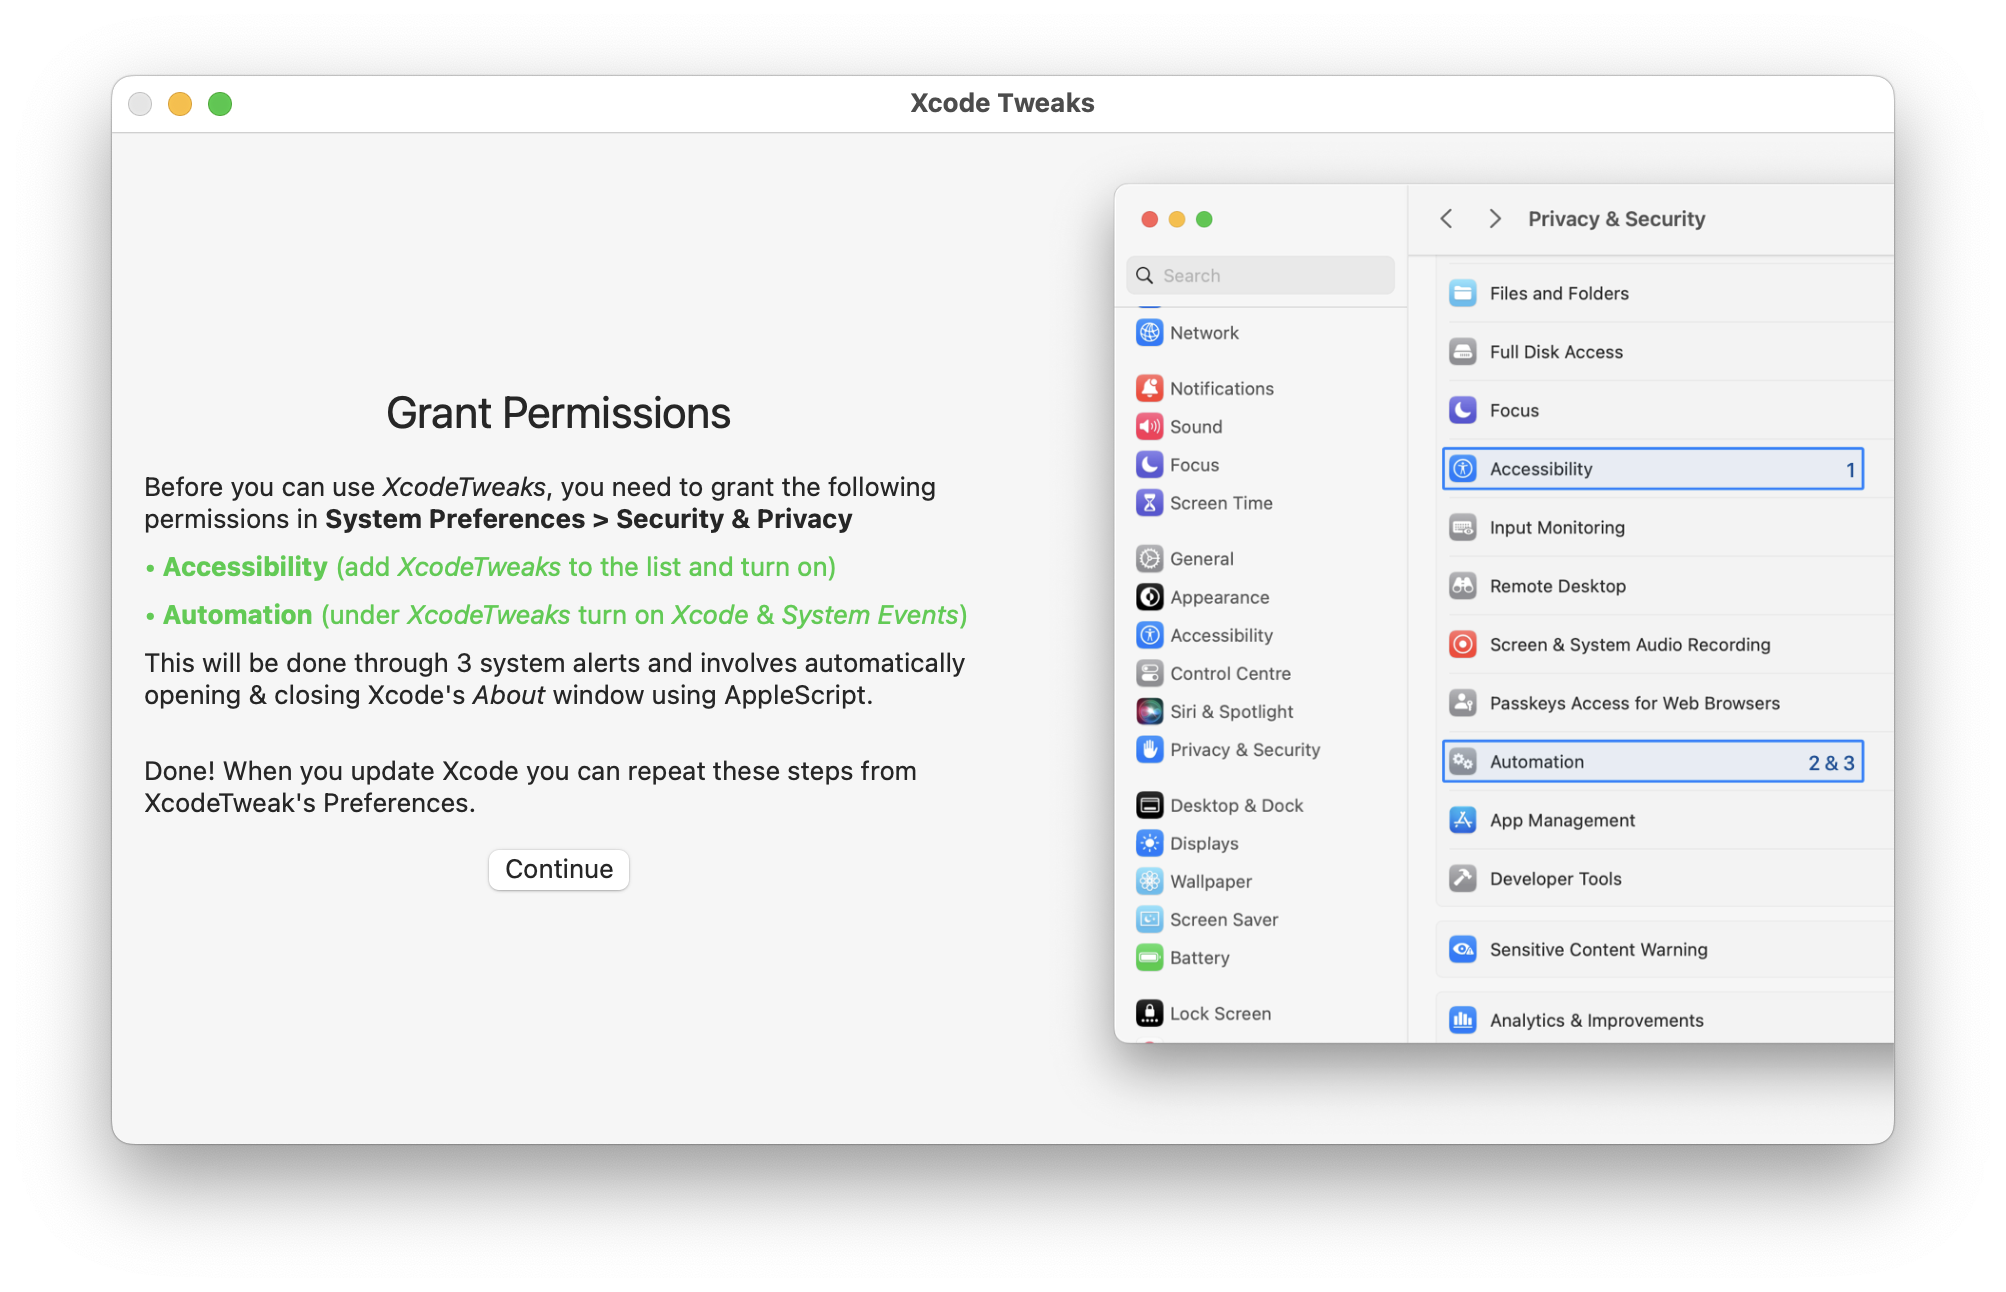 Xcode Tweaks
Grant Permissions
Before you can use XcodeTweaks, you need to grant the following
permissions in System Preferences > Security & Privacy
• Accessibility (add XcodeTweaks to the list and turn on)
• Automation (under XcodeTweaks turn on Xcode & System Events)
This will be done through 3 system alerts and involves automatically
opening & closing Xcode's About window using AppleScript.
Done! When you update Xcode you can repeat these steps from
XcodeTweak's Preferences.
Continue
Search
Network
Notifications
Sound
Focus
Screen Time
General
Appearance
Accessibility
Control Centre
Siri & Spotlight
Privacy & Security
Desktop & Dock
Displays
Wallpaper
Screen Saver
Battery
Lock Screen
Privacy & Security
Files and Folders
Full Disk Access
Focus
Accessibility 1
Input Monitoring
Remote Desktop
Screen & System Audio Recording
Passkeys Access for Web Browsers
Automation 2 & 3
App Management
Developer Tools
Sensitive Content Warning
Analytics & Improvements